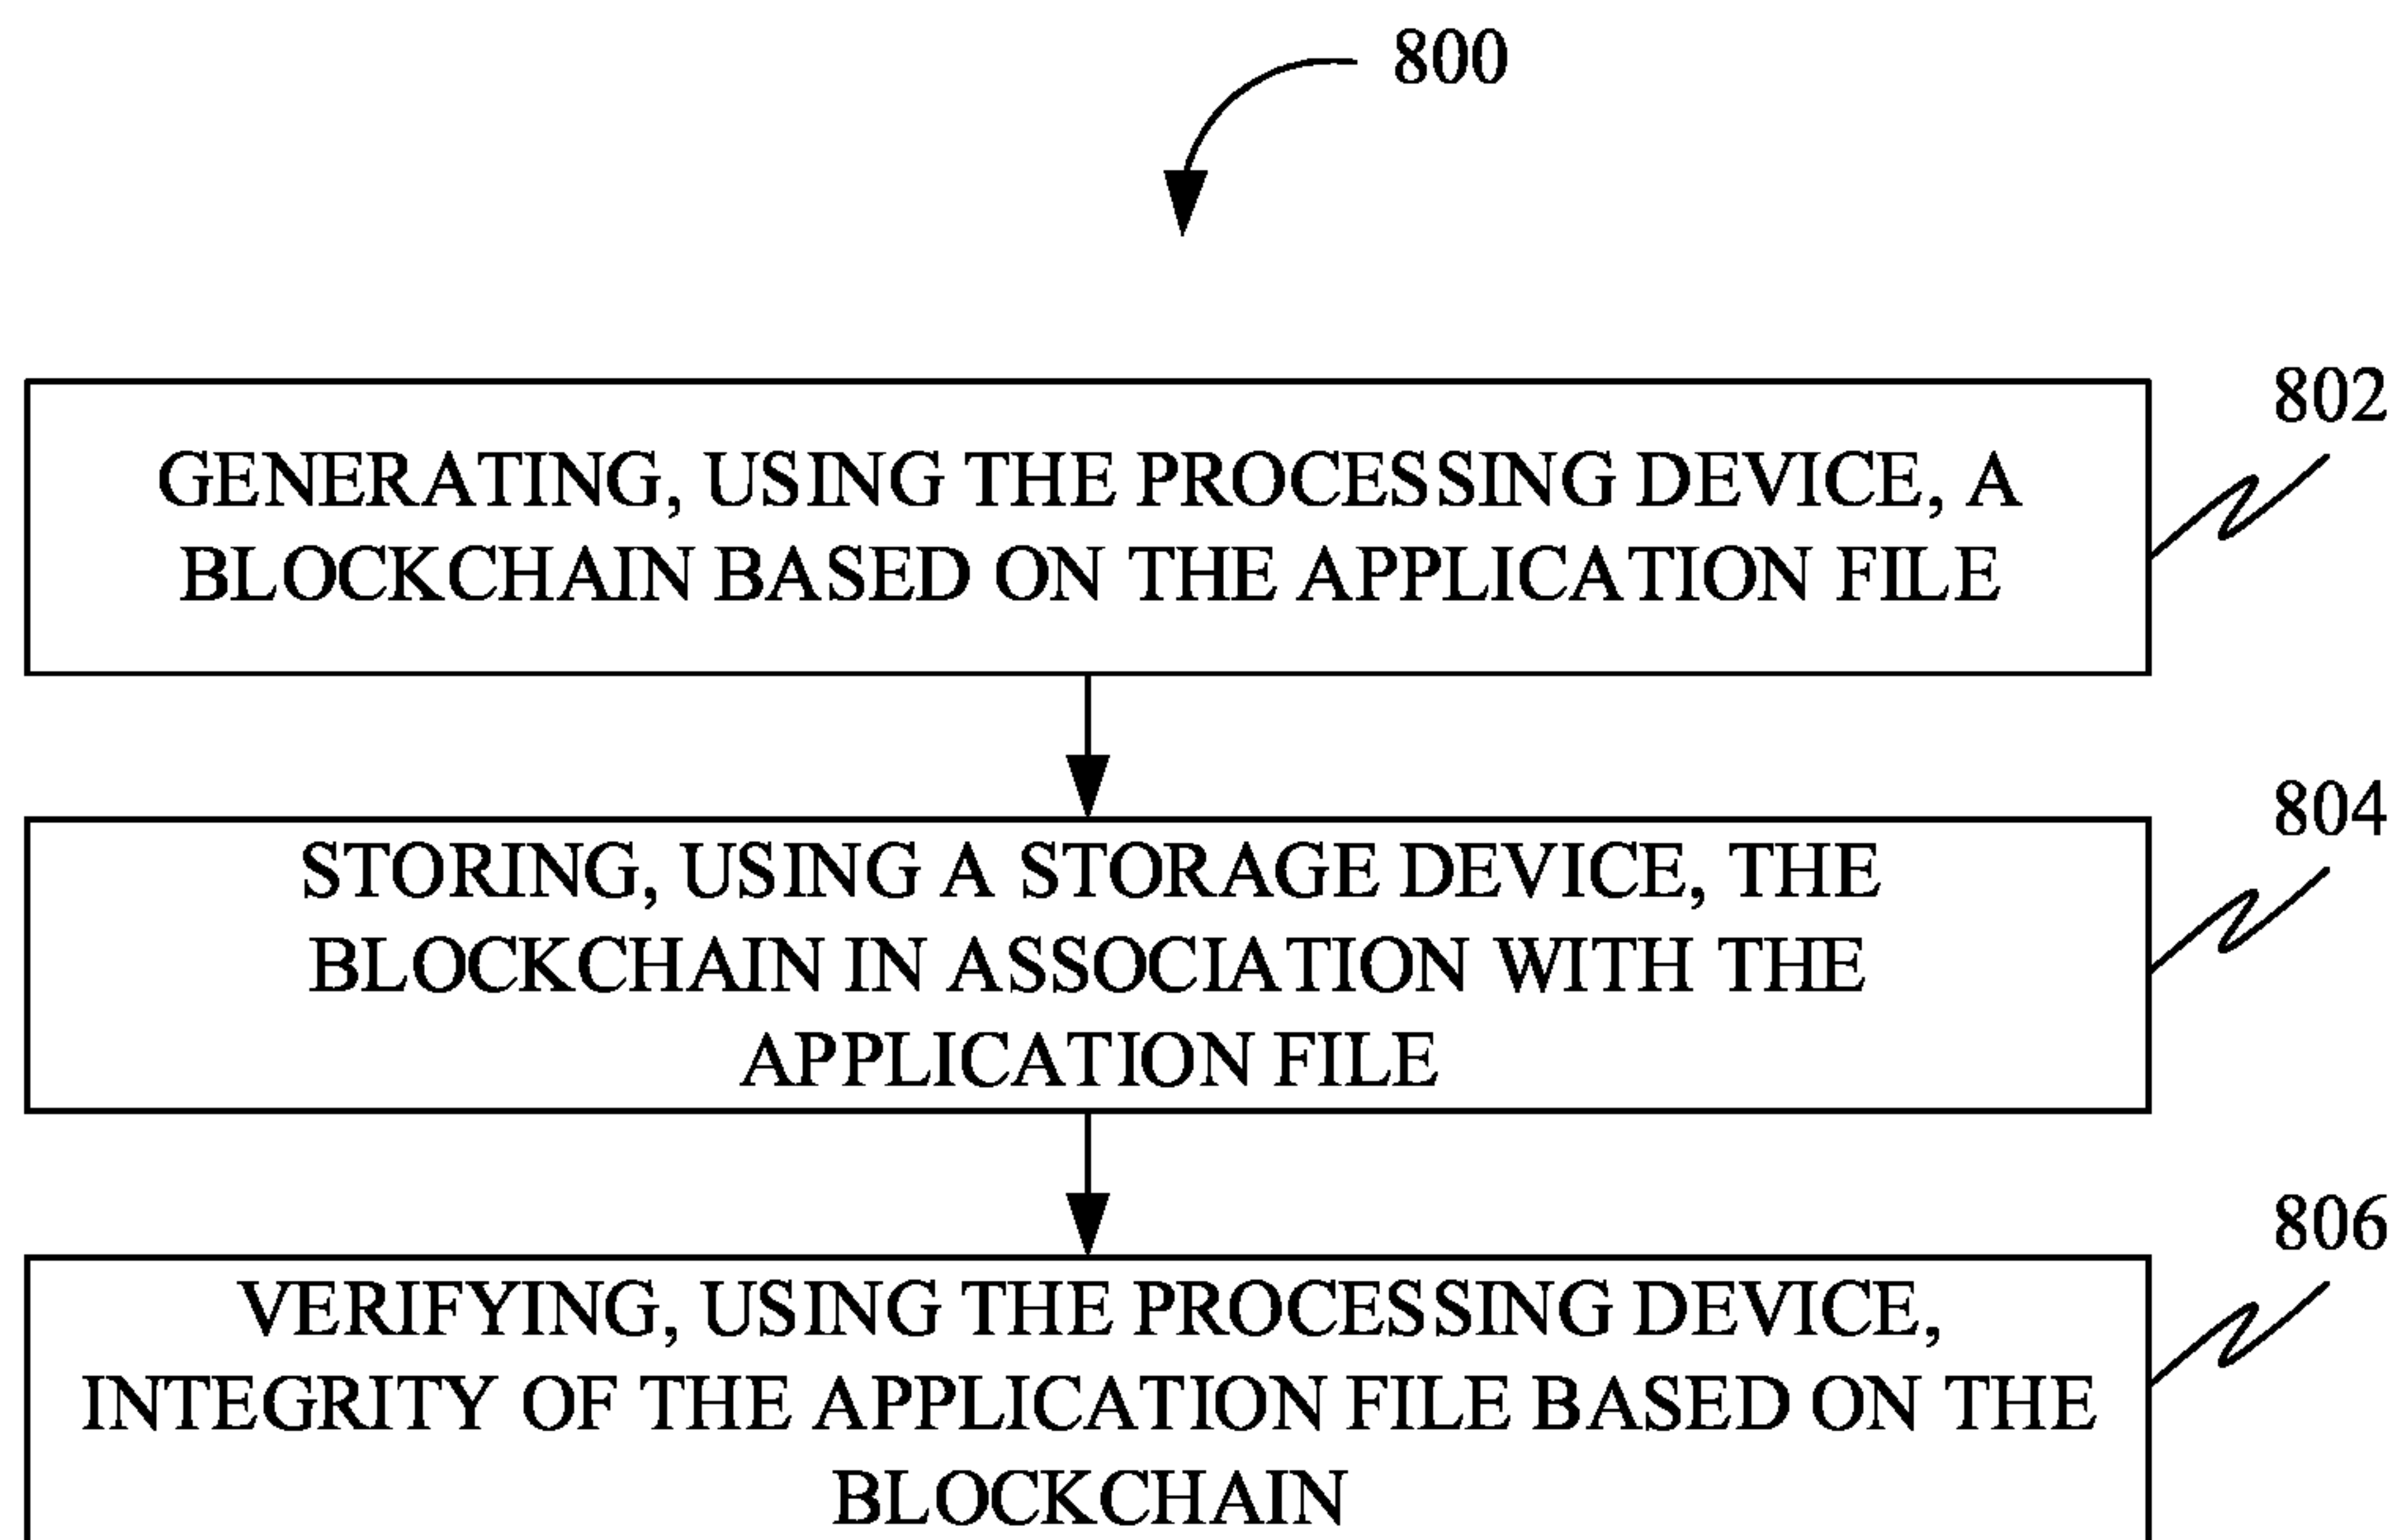 800
802
GENERATING, USING THE PROCESSING DEVICE, A
BLOCKCHAIN BASED ON THE APPLICATION FILE
804
STORING, USING A STORAGE DEVICE, THE
BLOCKCHAIN IN ASSOCIATION WITH THE
APPLICATION FILE
806
VERIFYING, USING THE PROCESSING DEVICE,
INTEGRITY OF THE APPLICATION FILE BASED ON THE
BLOCKCHAIN